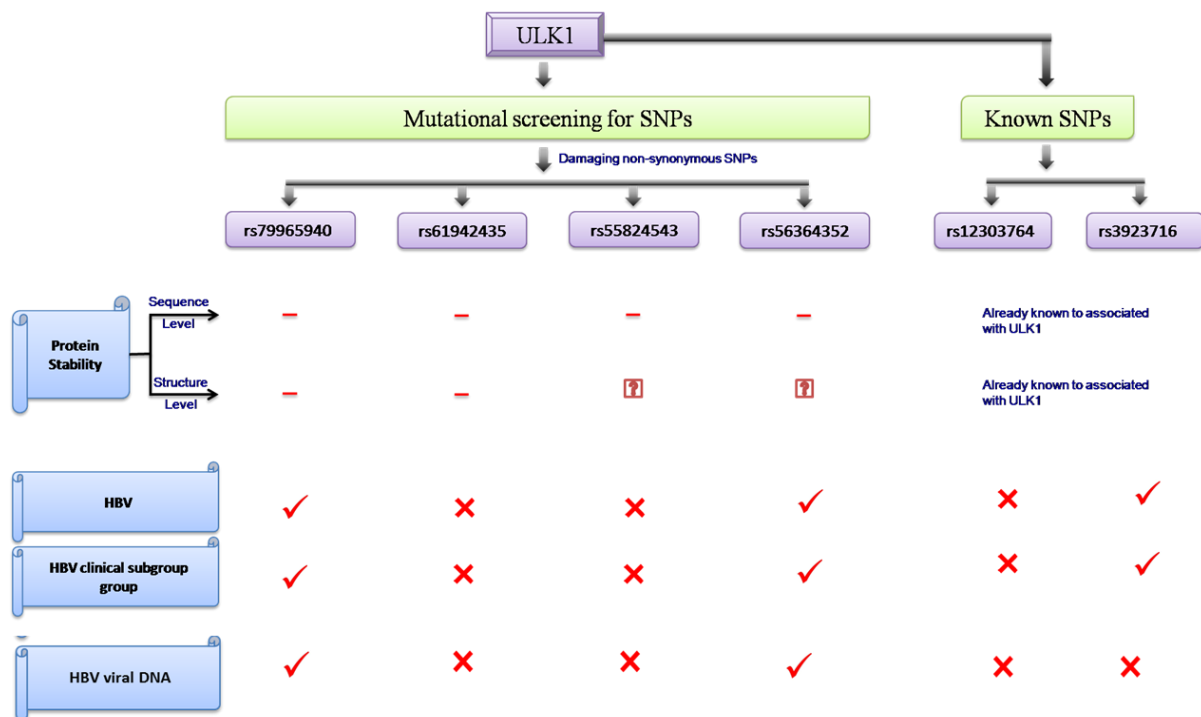 ULK1
Mutational screening for SNPs
Known SNPs
Damaging non-synonymous SNPs
rs79965940
rs61942435
rs55824543
rs56364352
rs12303764
rs3923716
Protein
Stability
Sequence
Level
– – – –
Already known to associated
with ULK1
Structure
Level
– – ? ?
Already known to associated
with ULK1
HBV
✓ ✕ ✕ ✓ ✕ ✓
HBV clinical subgroup
group
✓ ✕ ✕ ✓ ✕ ✓
HBV viral DNA
✓ ✕ ✕ ✓ ✕ ✕